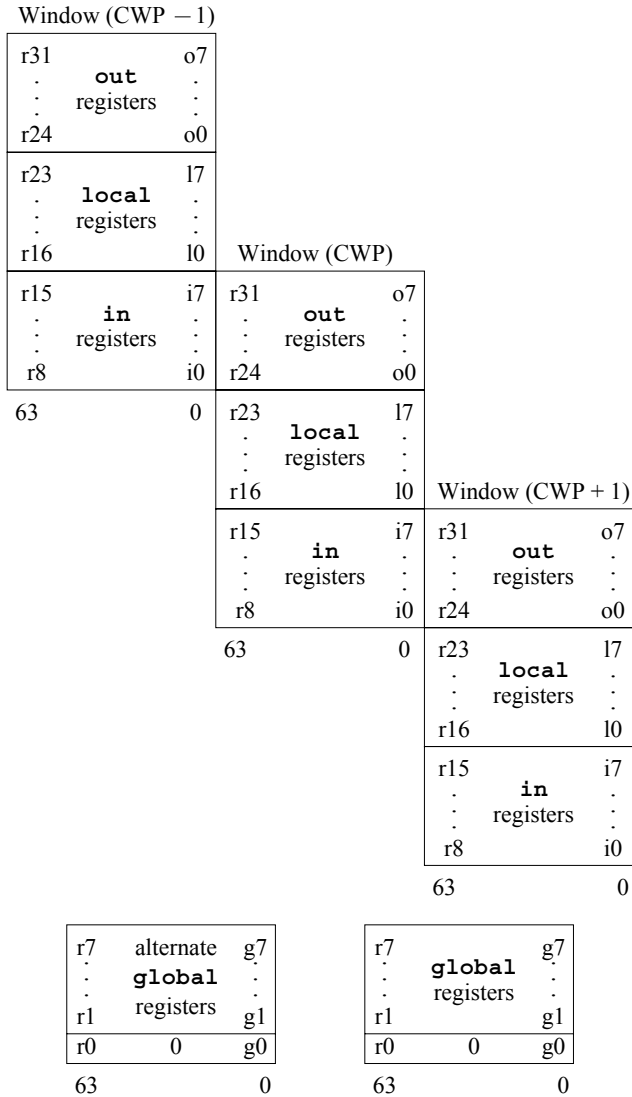 Window (CWP − 1)
r31 o7
. out .
. registers .
. .
r24 o0
r23 l7
. local .
. registers .
. .
r16 l0
r15 i7
. in .
. registers .
. .
r8 i0
63 0
Window (CWP)
r31 o7
. out .
. registers .
. .
r24 o0
r23 l7
. local .
. registers .
. .
r16 l0
r15 i7
. in .
. registers .
. .
r8 i0
63 0
Window (CWP + 1)
r31 o7
. out .
. registers .
. .
r24 o0
r23 l7
. local .
. registers .
. .
r16 l0
r15 i7
. in .
. registers .
. .
r8 i0
63 0
r7 alternate g7
. global .
. registers .
. .
r1 g1
r0 0 g0
63 0
r7 g7
. global .
. registers .
. .
r1 g1
r0 0 g0
63 0